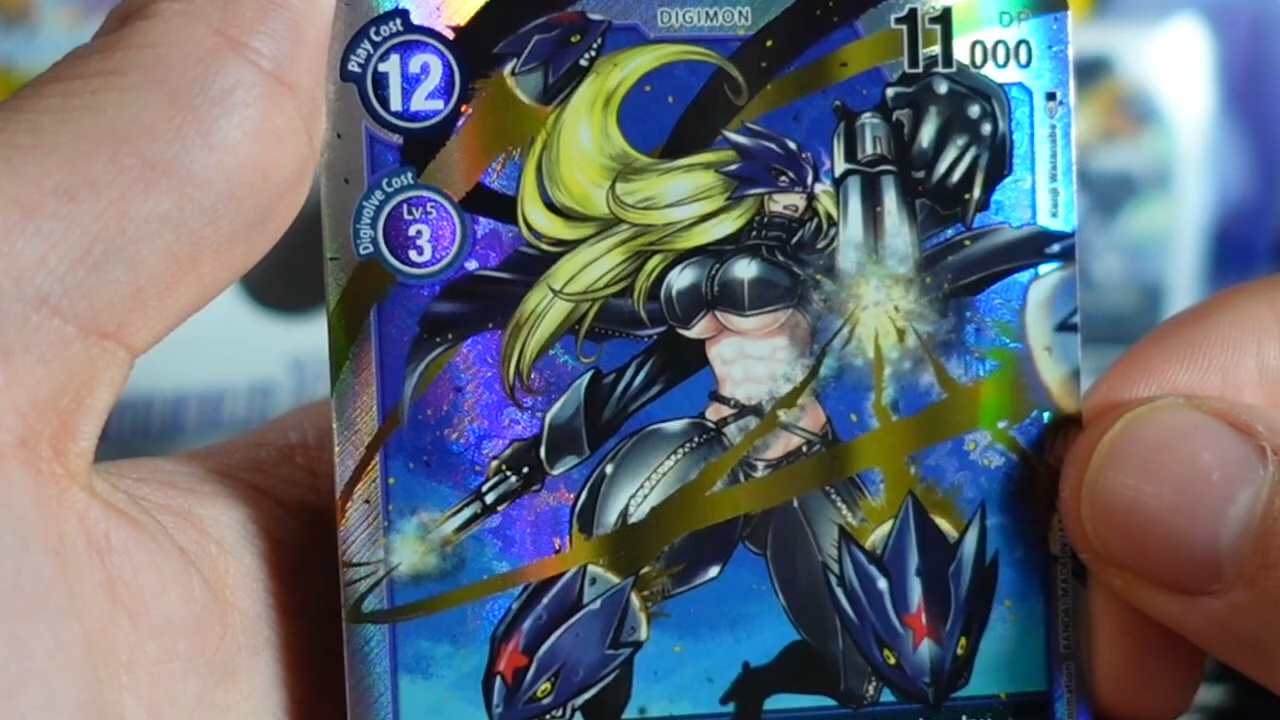 DIGIMON
Play Cost
12
11000
DP
Digivolve Cost
Lv.5
3
Kenji Watanabe